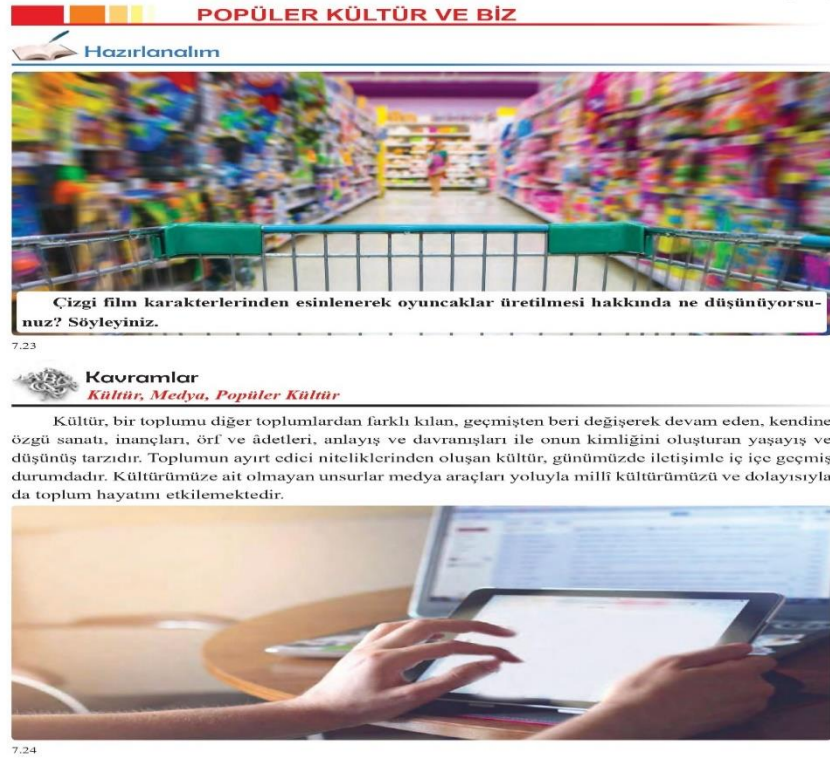 POPÜLER KÜLTÜR VE BİZ
Hazırlanalım
Çizgi film karakterlerinden esinlenerek oyuncaklar üretilmesi hakkında ne düşünüyorsu-
nuz? Söyleyiniz.
7.23
Kavramlar
Kültür, Medya, Popüler Kültür
Kültür, bir toplumu diğer toplumlardan farklı kılan, geçmişten beri değişerek devam eden, kendine
özgü sanatı, inançları, örf ve âdetleri, anlayış ve davranışları ile onun kimliğini oluşturan yaşayış ve
düşünüş tarzıdır. Toplumun ayırt edici niteliklerinden oluşan kültür, günümüzde iletişimle iç içe geçmiş
durumdadır. Kültürümüze ait olmayan unsurlar medya araçları yoluyla millî kültürümüzü ve dolayısıyla
da toplum hayatını etkilemektedir.
7.24